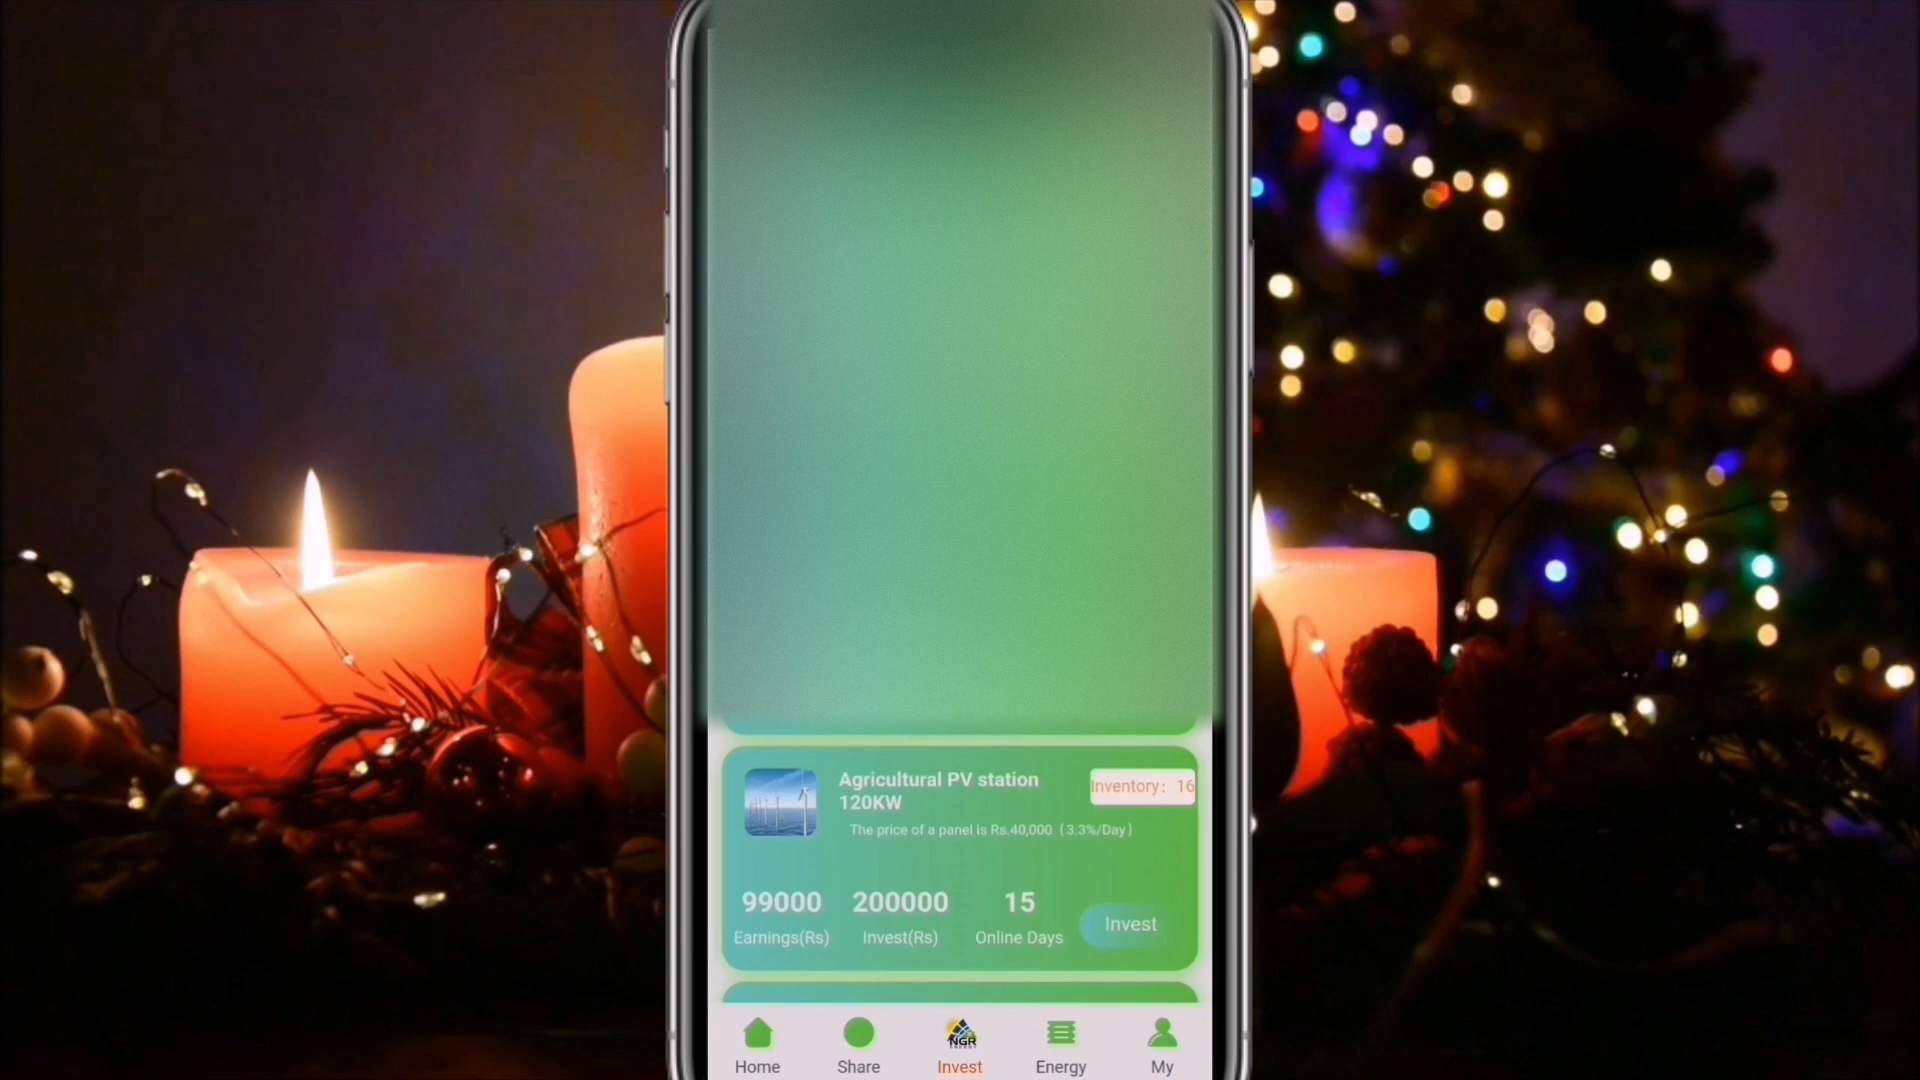 Agricultural PV station
120KW
Inventory: 16
The price of a panel is Rs.40,000 (3.3%/Day)
99000 200000 15
Earnings(Rs) Invest(Rs) Online Days Invest
NGR
Home Share Invest Energy My